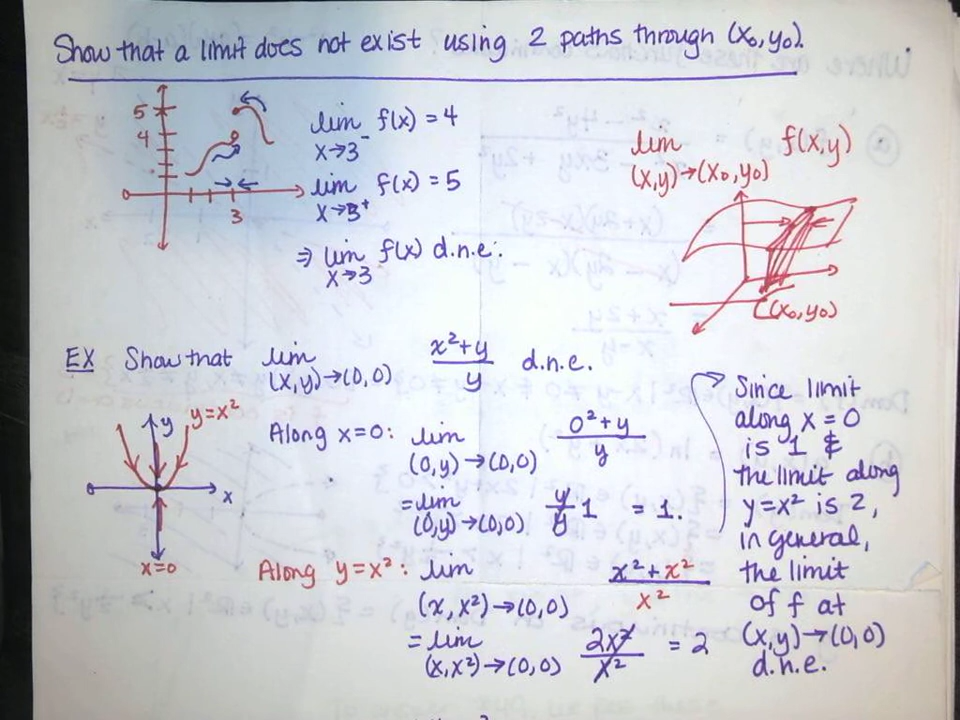 Show that a limit does not exist using 2 paths through (x₀,y₀).
5
4
3
lim f(x) = 4
x→3⁻
lim f(x) = 5
x→3⁺
⇒ lim f(x) d.n.e.
x→3
lim f(x,y)
(x,y)→(x₀,y₀)
(x₀,y₀)
EX Show that lim x²+y / y d.n.e.
(x,y)→(0,0)
y=x²
y
x
x=0
Along x=0: lim 0²+y / y
(0,y)→(0,0)
=lim y/y 1 = 1.
(0,y)→(0,0)
Along y=x²: lim x²+x² / x²
(x,x²)→(0,0)
=lim 2x² / x² = 2
(x,x²)→(0,0)
Since limit
along x=0
is 1 &
the limit along
y=x² is 2,
in general,
the limit
of f at
(x,y)→(0,0)
d.n.e.